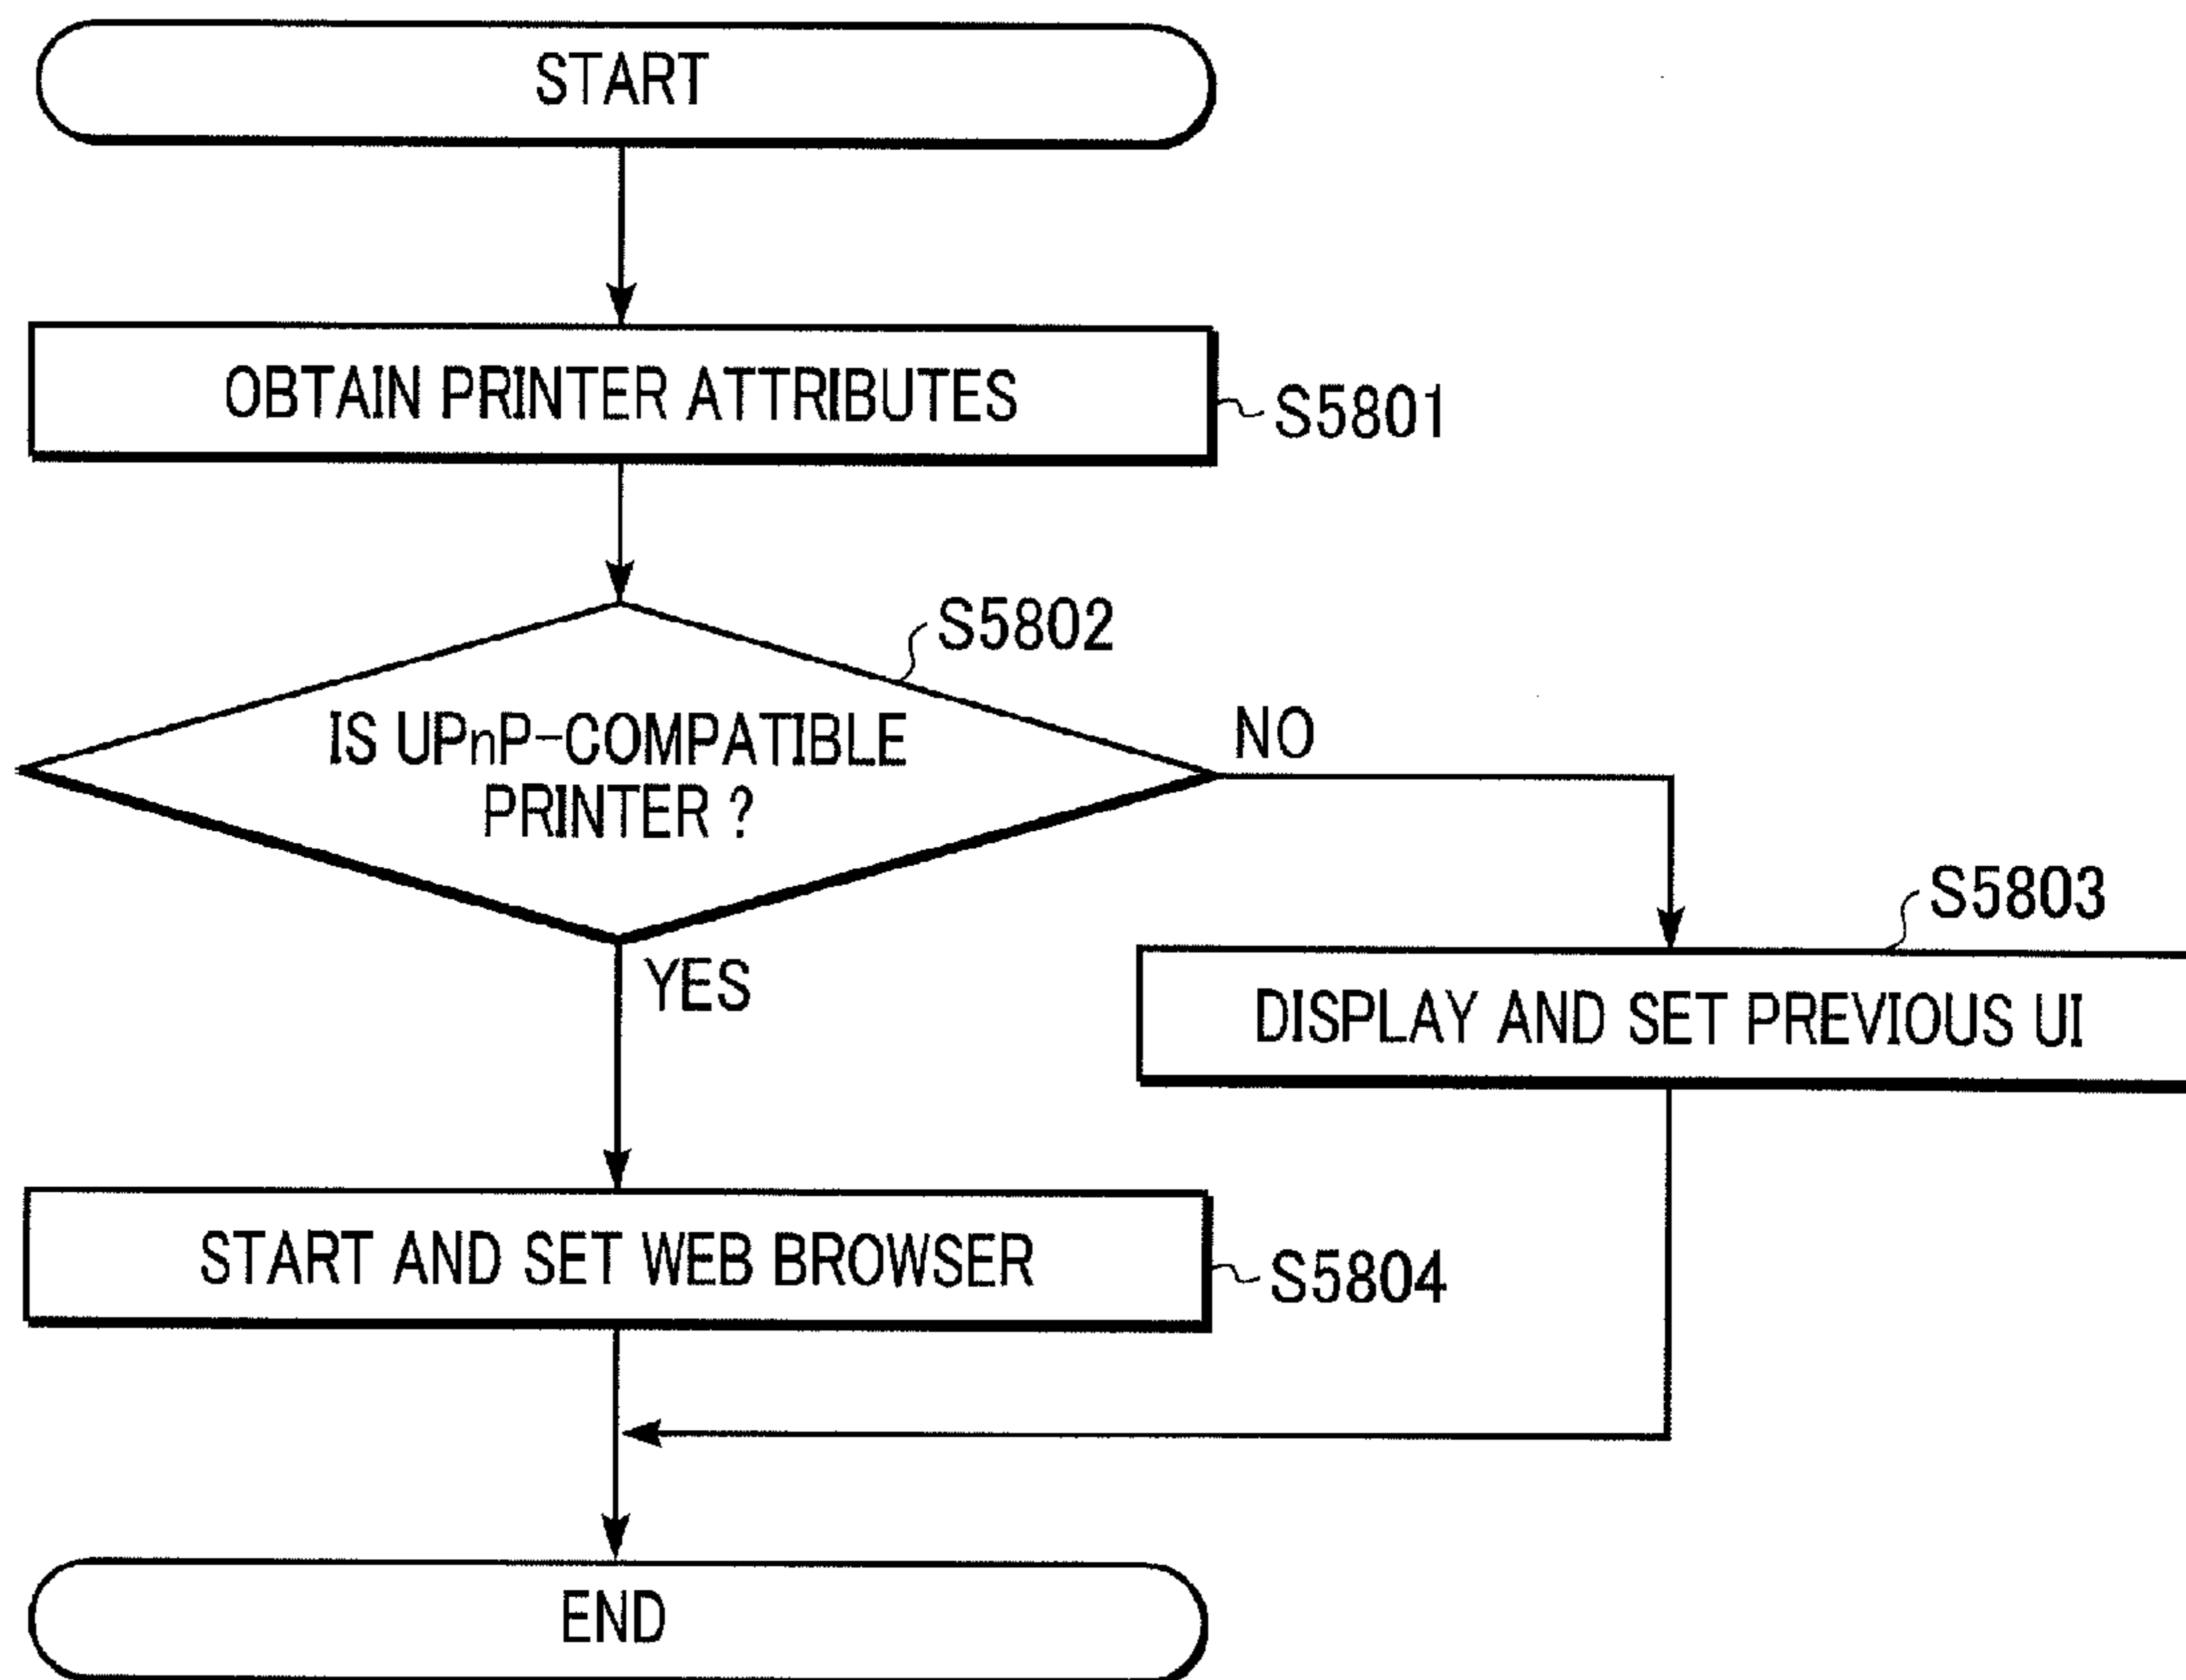 START
OBTAIN PRINTER ATTRIBUTES
S5801
S5802
IS UPnP-COMPATIBLE
PRINTER ?
NO
YES
S5803
DISPLAY AND SET PREVIOUS UI
START AND SET WEB BROWSER
S5804
END